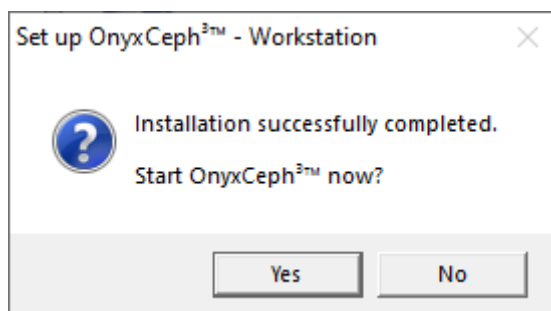 Set up OnyxCeph³™ - Workstation
Installation successfully completed.
Start OnyxCeph³™ now?
Yes
No